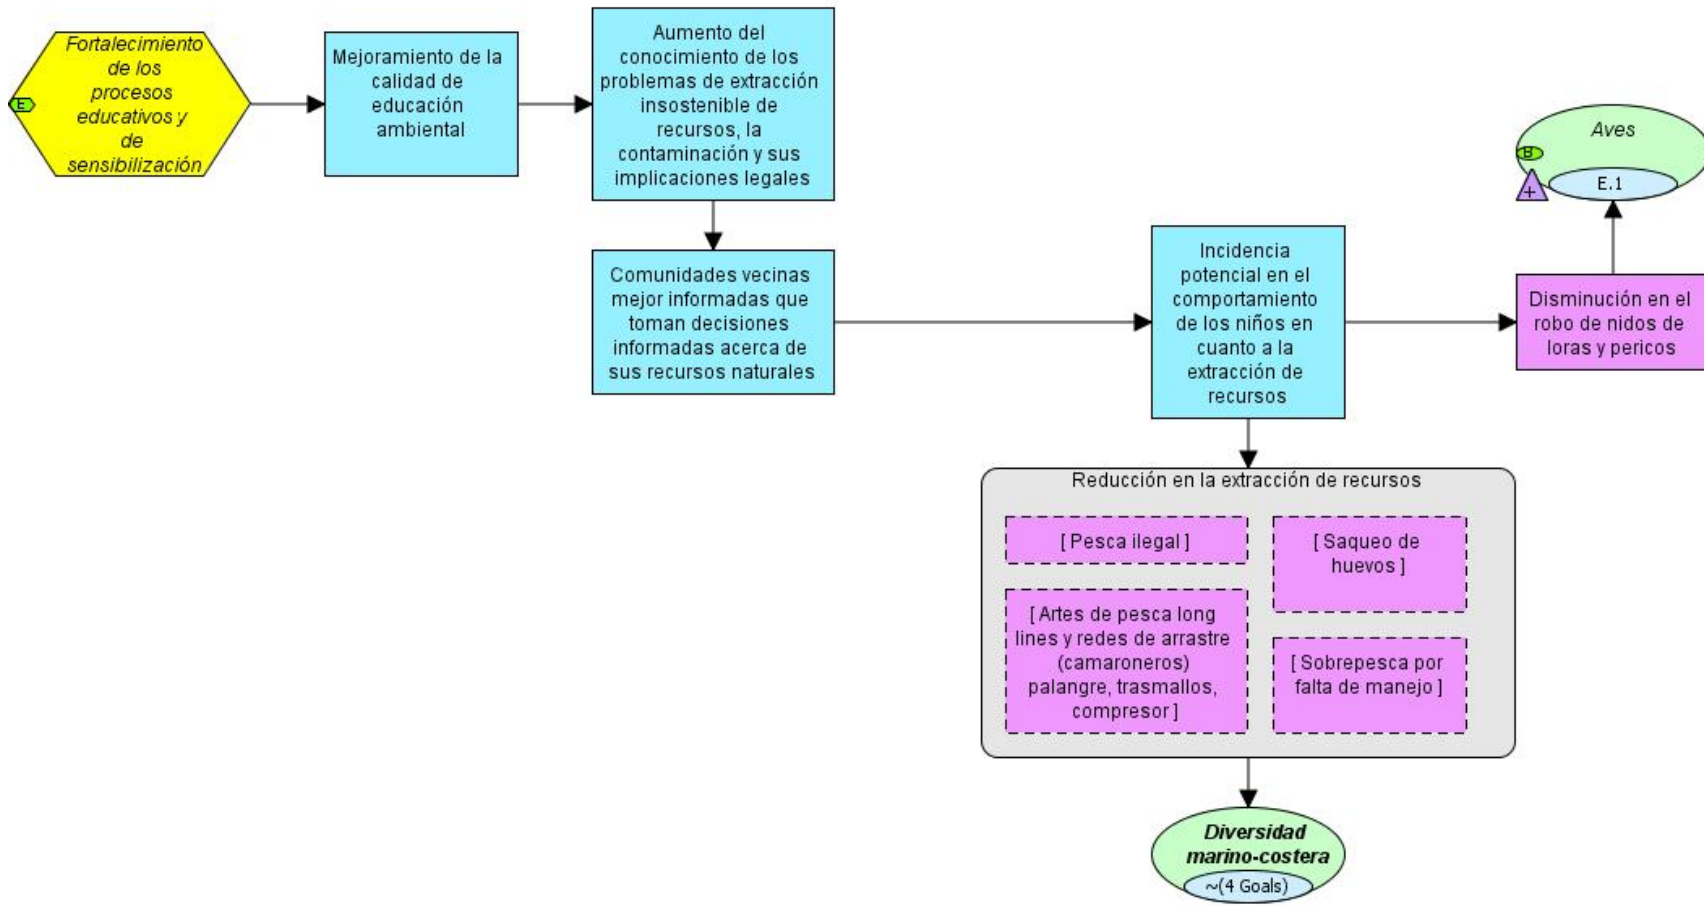 Fortalecimiento
de los
procesos
educativos y
de
sensibilización
E
Mejoramiento de la
calidad de
educación
ambiental
Aumento del
conocimiento de los
problemas de extracción
insostenible de
recursos, la
contaminación y sus
implicaciones legales
Comunidades vecinas
mejor informadas que
toman decisiones
informadas acerca de
sus recursos naturales
Incidencia
potencial en el
comportamiento
de los niños en
cuanto a la
extracción de
recursos
Disminución en el
robo de nidos de
loras y pericos
Aves
B
+
E.1
Reducción en la extracción de recursos
[ Pesca ilegal ]
[ Saqueo de
huevos ]
[ Artes de pesca long
lines y redes de arrastre
(camaroneros)
palangre, trasmallos,
compresor ]
[ Sobrepesca por
falta de manejo ]
Diversidad
marino-costera
~(4 Goals)